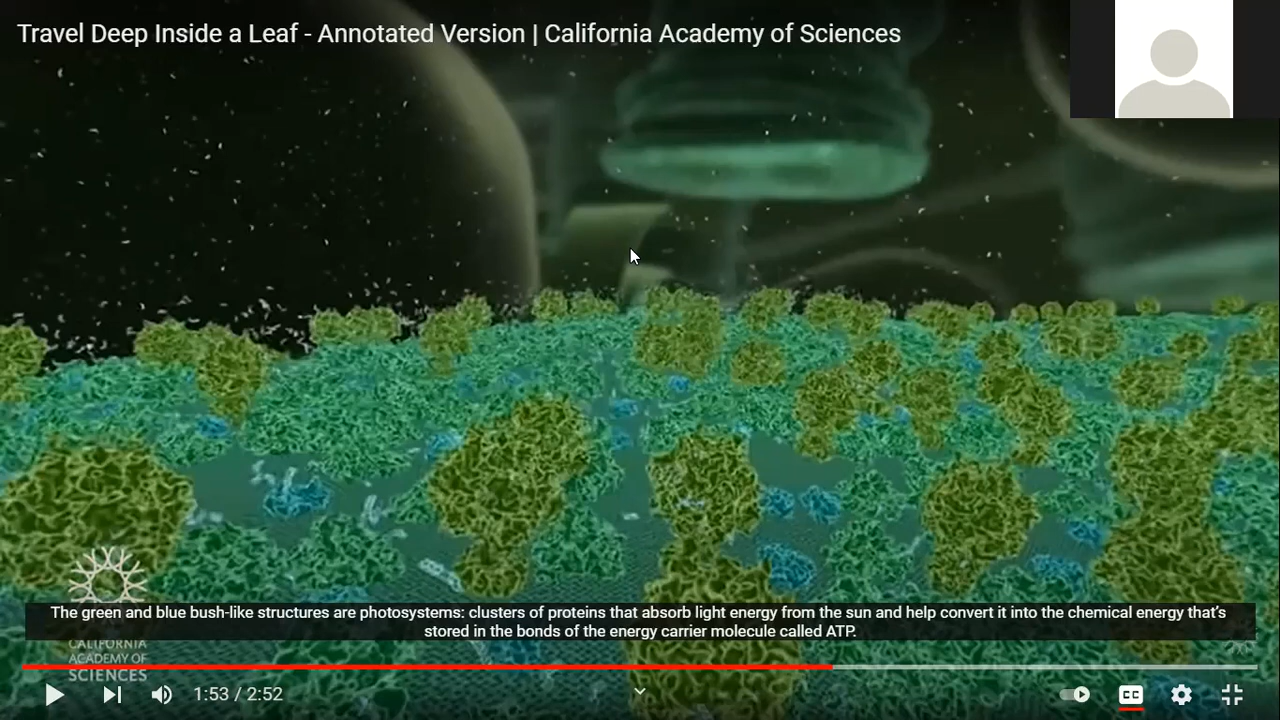 Travel Deep Inside a Leaf - Annotated Version | California Academy of Sciences
The green and blue bush-like structures are photosystems: clusters of proteins that absorb light energy from the sun and help convert it into the chemical energy that's
stored in the bonds of the energy carrier molecule called ATP.
CALIFORNIA
ACADEMY OF
SCIENCES
1:53 / 2:52
CC